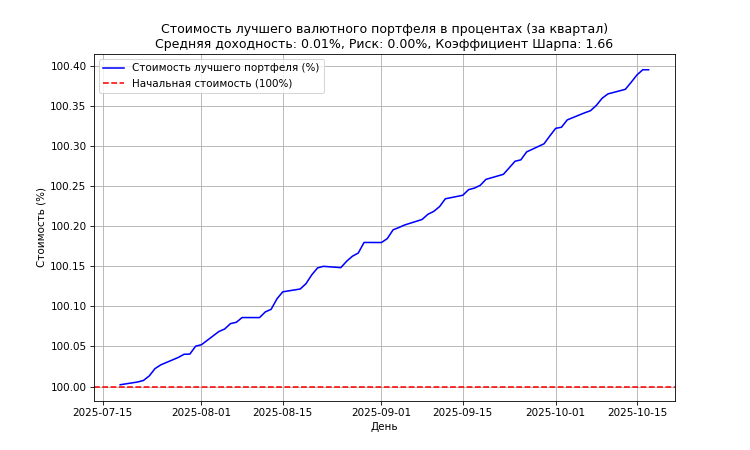 Стоимость лучшего валютного портфеля в процентах (за квартал)
Средняя доходность: 0.01%, Риск: 0.00%, Коэффициент Шарпа: 1.66
Стоимость лучшего портфеля (%)
Начальная стоимость (100%)
Стоимость (%)
100.40
100.35
100.30
100.25
100.20
100.15
100.10
100.05
100.00
2025-07-15 2025-08-01 2025-08-15 2025-09-01 2025-09-15 2025-10-01 2025-10-15
День